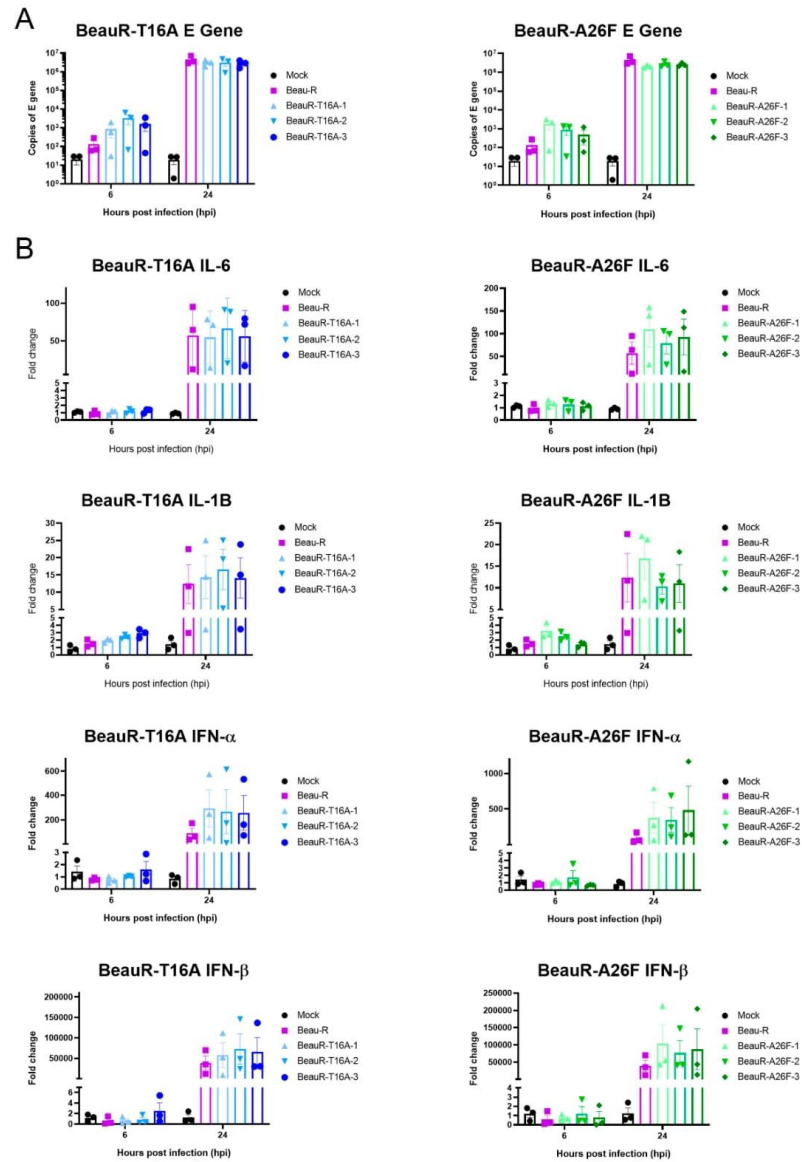 A
BeauR-T16A E Gene
Copies of E gene
10⁷
10⁶
10⁵
10⁴
10³
10²
10¹
10⁰
6
24
Hours post infection (hpi)
Mock
Beau-R
BeauR-T16A-1
BeauR-T16A-2
BeauR-T16A-3
BeauR-A26F E Gene
Copies of E gene
10⁷
10⁶
10⁵
10⁴
10³
10²
10¹
10⁰
6
24
Hours post infection (hpi)
Mock
Beau-R
BeauR-A26F-1
BeauR-A26F-2
BeauR-A26F-3
B
BeauR-T16A IL-6
Fold change
100
50
5
4
3
2
1
0
6
24
Hours post infection (hpi)
Mock
Beau-R
BeauR-T16A-1
BeauR-T16A-2
BeauR-T16A-3
BeauR-A26F IL-6
Fold change
200
150
100
50
5
4
3
2
1
0
6
24
Hours post infection (hpi)
Mock
Beau-R
BeauR-A26F-1
BeauR-A26F-2
BeauR-A26F-3
BeauR-T16A IL-1B
Fold change
30
25
20
15
10
5
4
3
2
1
0
6
24
Hours post infection (hpi)
Mock
Beau-R
BeauR-T16A-1
BeauR-T16A-2
BeauR-T16A-3
BeauR-A26F IL-1B
Fold change
25
20
15
10
5
5
4
3
2
1
0
6
24
Hours post infection (hpi)
Mock
Beau-R
BeauR-A26F-1
BeauR-A26F-2
BeauR-A26F-3
BeauR-T16A IFN-α
Fold change
600
400
200
3
2
1
0
6
24
Hours post infection (hpi)
Mock
Beau-R
BeauR-T16A-1
BeauR-T16A-2
BeauR-T16A-3
BeauR-A26F IFN-α
Fold change
1000
500
5
4
3
2
1
0
6
24
Hours post infection (hpi)
Mock
Beau-R
BeauR-A26F-1
BeauR-A26F-2
BeauR-A26F-3
BeauR-T16A IFN-β
Fold change
200000
150000
100000
50000
6
4
2
0
6
24
Hours post infection (hpi)
Mock
Beau-R
BeauR-T16A-1
BeauR-T16A-2
BeauR-T16A-3
BeauR-A26F IFN-β
Fold change
250000
200000
150000
100000
50000
4
3
2
1
0
6
24
Hours post infection (hpi)
Mock
Beau-R
BeauR-A26F-1
BeauR-A26F-2
BeauR-A26F-3